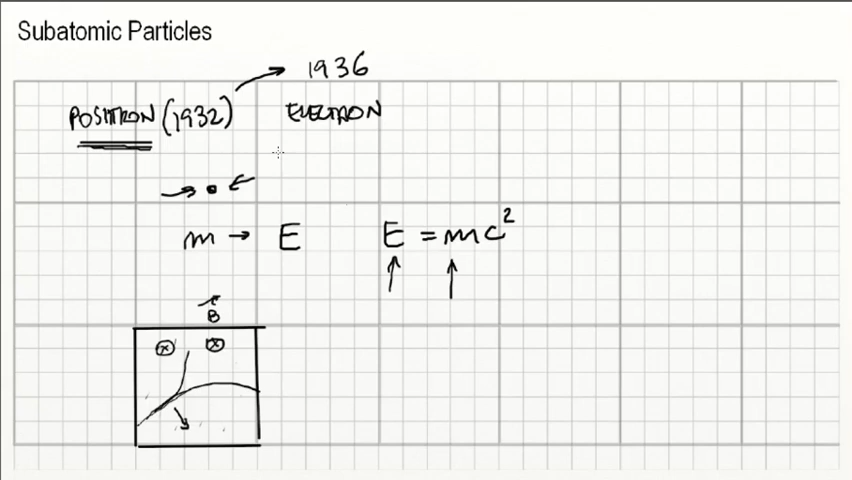 Subatomic Particles
1936
POSITRON (1932) ELECTRON
m → E E = mc²
B